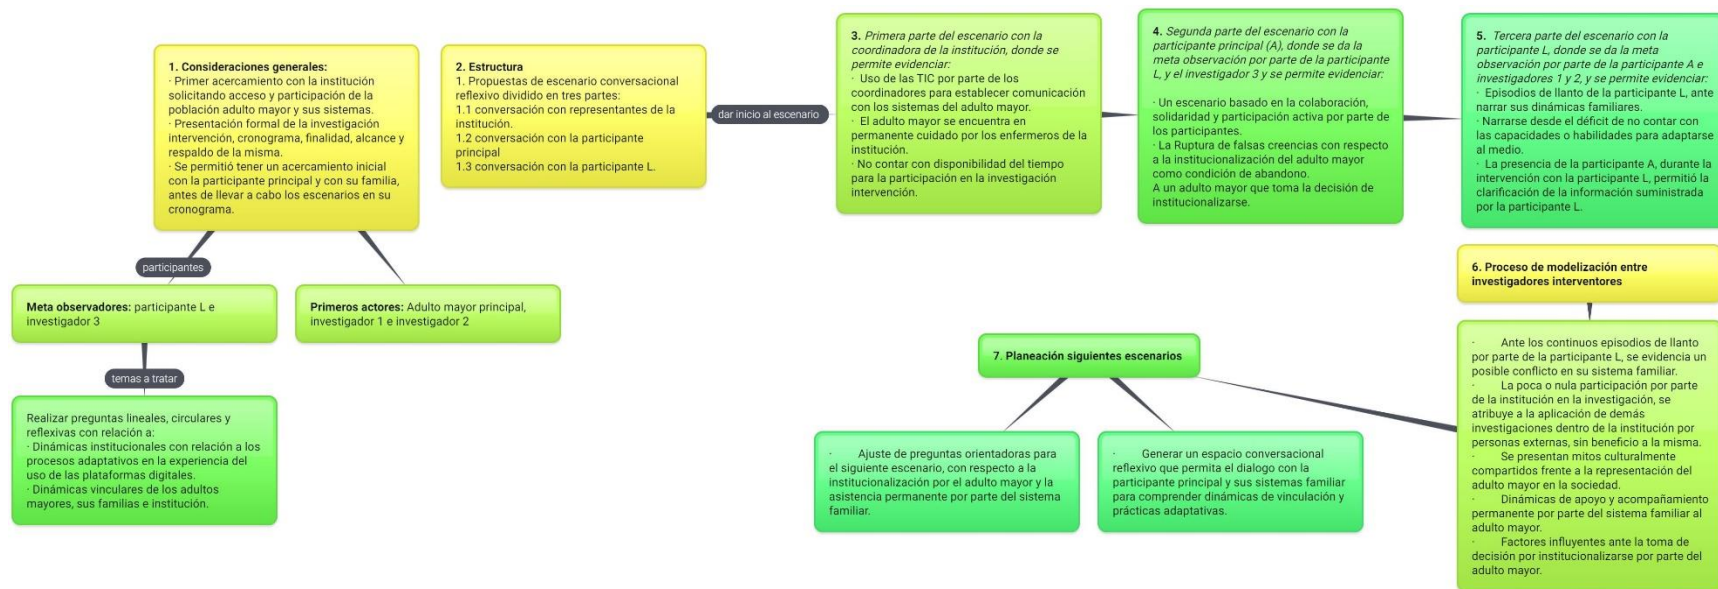 1. Consideraciones generales:
· Primer acercamiento con la institución
solicitando acceso y participación de la
población adulto mayor y sus sistemas.
· Presentación formal de la investigación
intervención, cronograma, finalidad, alcance y
respaldo de la misma.
· Se permitió tener un acercamiento inicial
con la participante principal y con su familia,
antes de llevar a cabo los escenarios en su
cronograma.
participantes
Meta observadores: participante L e
investigador 3
Primeros actores: Adulto mayor principal,
investigador 1 e investigador 2
temas a tratar
Realizar preguntas lineales, circulares y
reflexivas con relación a:
· Dinámicas institucionales con relación a los
procesos adaptativos en la experiencia del
uso de las plataformas digitales.
· Dinámicas vinculares de los adultos
mayores, sus familias e institución.
2. Estructura
1. Propuestas de escenario conversacional
reflexivo dividido en tres partes:
1.1 conversación con representantes de la
institución.
1.2 conversación con la participante
principal
1.3 conversación con la participante L.
dar inicio al escenario
3. Primera parte del escenario con la
coordinadora de la institución, donde se
permite evidenciar:
· Uso de las TIC por parte de los
coordinadores para establecer comunicación
con los sistemas del adulto mayor.
· El adulto mayor se encuentra en
permanente cuidado por los enfermeros de la
institución.
· No contar con disponibilidad del tiempo
para la participación en la investigación
intervención.
4. Segunda parte del escenario con la
participante principal (A), donde se da la
meta observación por parte de la participante
L, y el investigador 3 y se permite evidenciar:
· Un escenario basado en la colaboración,
solidaridad y participación activa por parte de
los participantes.
· La Ruptura de falsas creencias con respecto
a la institucionalización del adulto mayor
como condición de abandono.
A un adulto mayor que toma la decisión de
institucionalizarse.
5. Tercera parte del escenario con la
participante L, donde se da la meta
observación por parte de la participante A e
investigadores 1 y 2, y se permite evidenciar:
· Episodios de llanto de la participante L, ante
narrar sus dinámicas familiares.
· Narrarse desde el déficit de no contar con
las capacidades o habilidades para adaptarse
al medio.
· La presencia de la participante A, durante la
intervención con la participante L, permitió la
clarificación de la información suministrada
por la participante L.
6. Proceso de modelización entre
investigadores interventores
· Ante los continuos episodios de llanto
por parte de la participante L, se evidencia un
posible conflicto en su sistema familiar.
· La poca o nula participación por parte
de la institución en la investigación, se
atribuye a la aplicación de demás
investigaciones dentro de la institución por
personas externas, sin beneficio a la misma.
· Se presentan mitos culturalmente
compartidos frente a la representación del
adulto mayor en la sociedad.
· Dinámicas de apoyo y acompañamiento
permanente por parte del sistema familiar al
adulto mayor.
· Factores influyentes ante la toma de
decisión por institucionalizarse por parte del
adulto mayor.
7. Planeación siguientes escenarios
· Ajuste de preguntas orientadoras para
el siguiente escenario, con respecto a la
institucionalización por el adulto mayor y la
asistencia permanente por parte del sistema
familiar.
· Generar un espacio conversacional
reflexivo que permita el dialogo con la
participante principal y sus sistemas familiar
para comprender dinámicas de vinculación y
prácticas adaptativas.